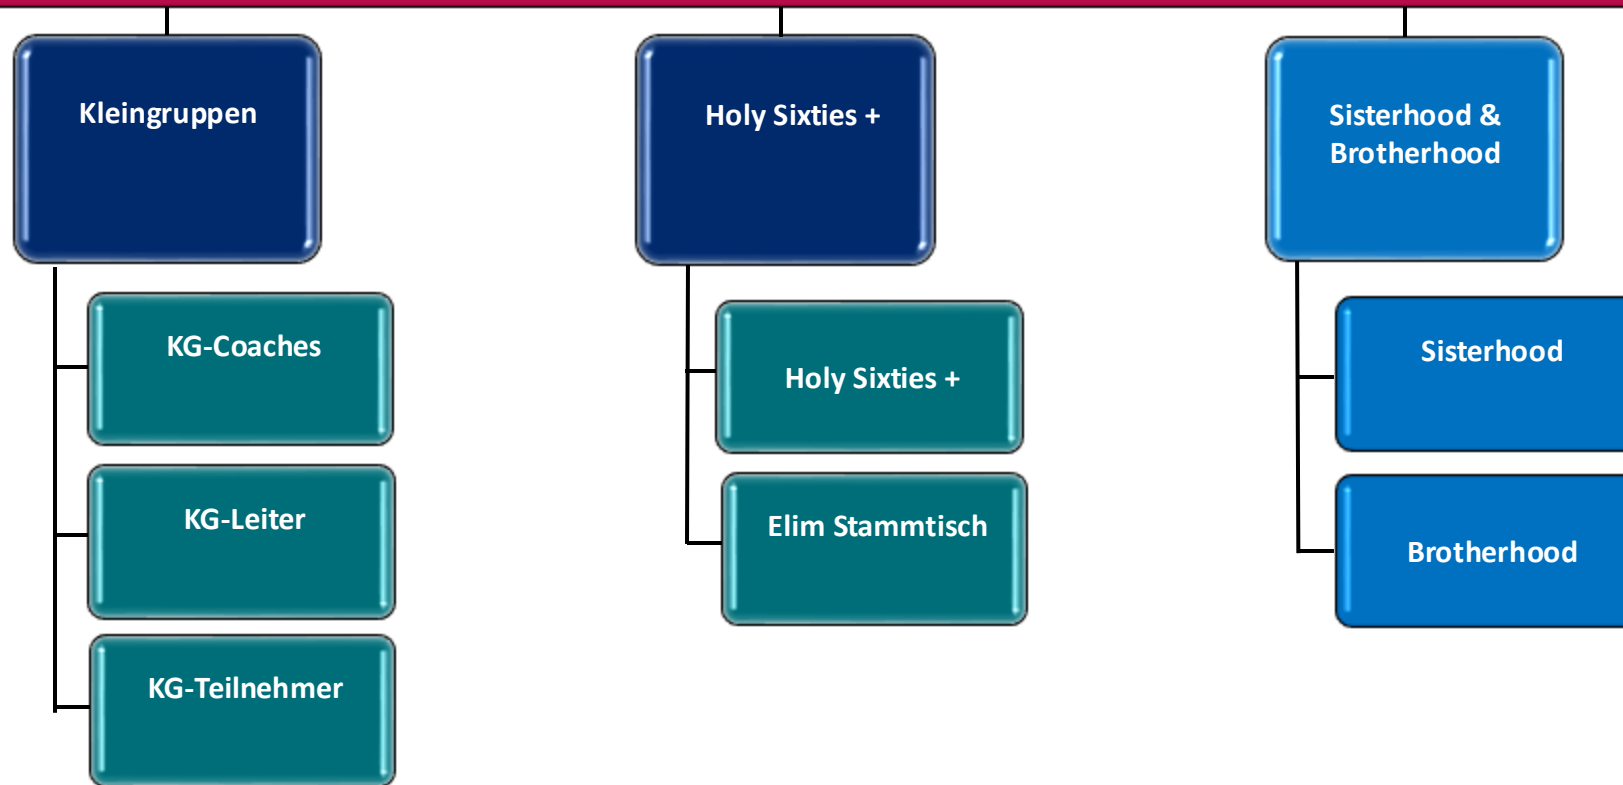 Kleingruppen
KG-Coaches
KG-Leiter
KG-Teilnehmer
Holy Sixties +
Holy Sixties +
Elim Stammtisch
Sisterhood &
Brotherhood
Sisterhood
Brotherhood